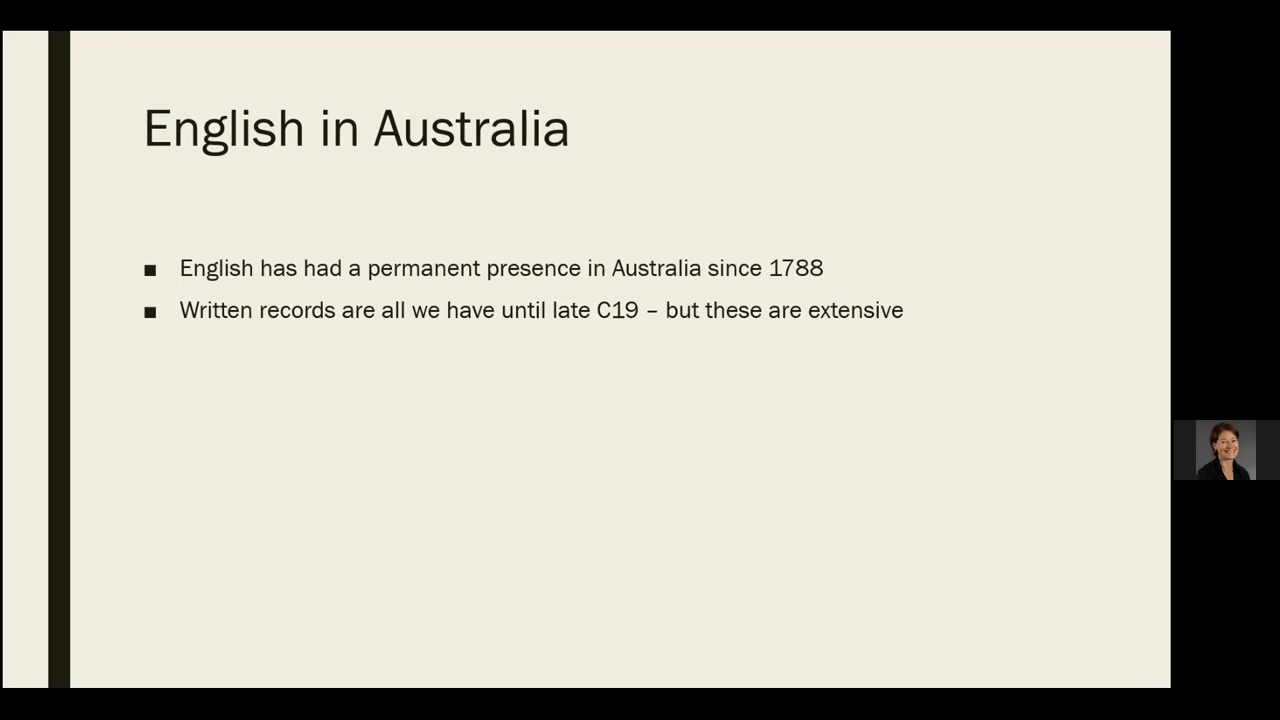 English in Australia
■ English has had a permanent presence in Australia since 1788
■ Written records are all we have until late C19 – but these are extensive